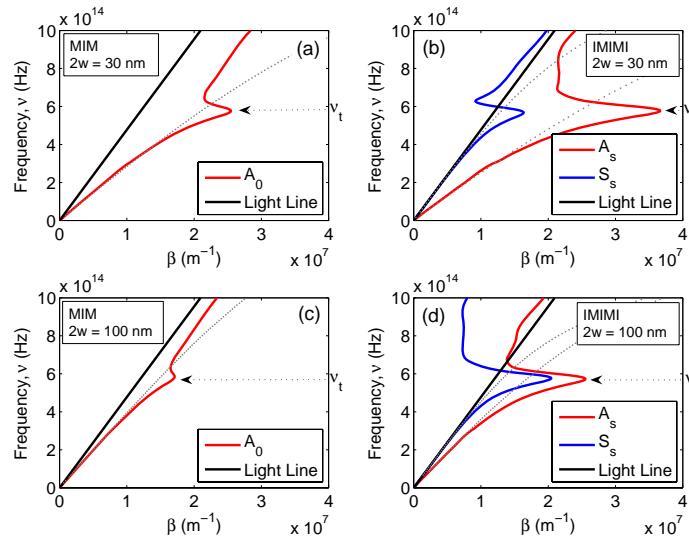 x 10^14
x 10^14
10
8
6
4
2
0
Frequency, ν (Hz)
MIM
2w = 30 nm
(a)
ν_t
A_0
Light Line
0
1
2
3
4
β (m^-1)
x 10^7
10
8
6
4
2
0
Frequency, ν (Hz)
(b)
IMIMI
2w = 30 nm
ν_t
A_s
S_s
Light Line
0
1
2
3
4
β (m^-1)
x 10^7
x 10^14
x 10^14
10
8
6
4
2
0
Frequency, ν (Hz)
MIM
2w = 100 nm
(c)
ν_t
A_0
Light Line
0
1
2
3
4
β (m^-1)
x 10^7
10
8
6
4
2
0
Frequency, ν (Hz)
(d)
IMIMI
2w = 100 nm
ν
A_s
S_s
Light Line
0
1
2
3
4
β (m^-1)
x 10^7